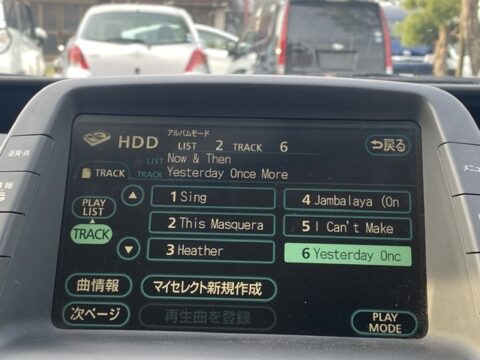 HDD アルバムモード
LIST 2 TRACK 6
戻る
LIST Now & Then
TRACK Yesterday Once More
TRACK
PLAY LIST
TRACK
1 Sing
2 This Masquera
3 Heather
4 Jambalaya (On
5 I Can't Make
6 Yesterday Onc
曲情報
マイセレクト新規作成
次ページ
再生曲を登録
PLAY MODE